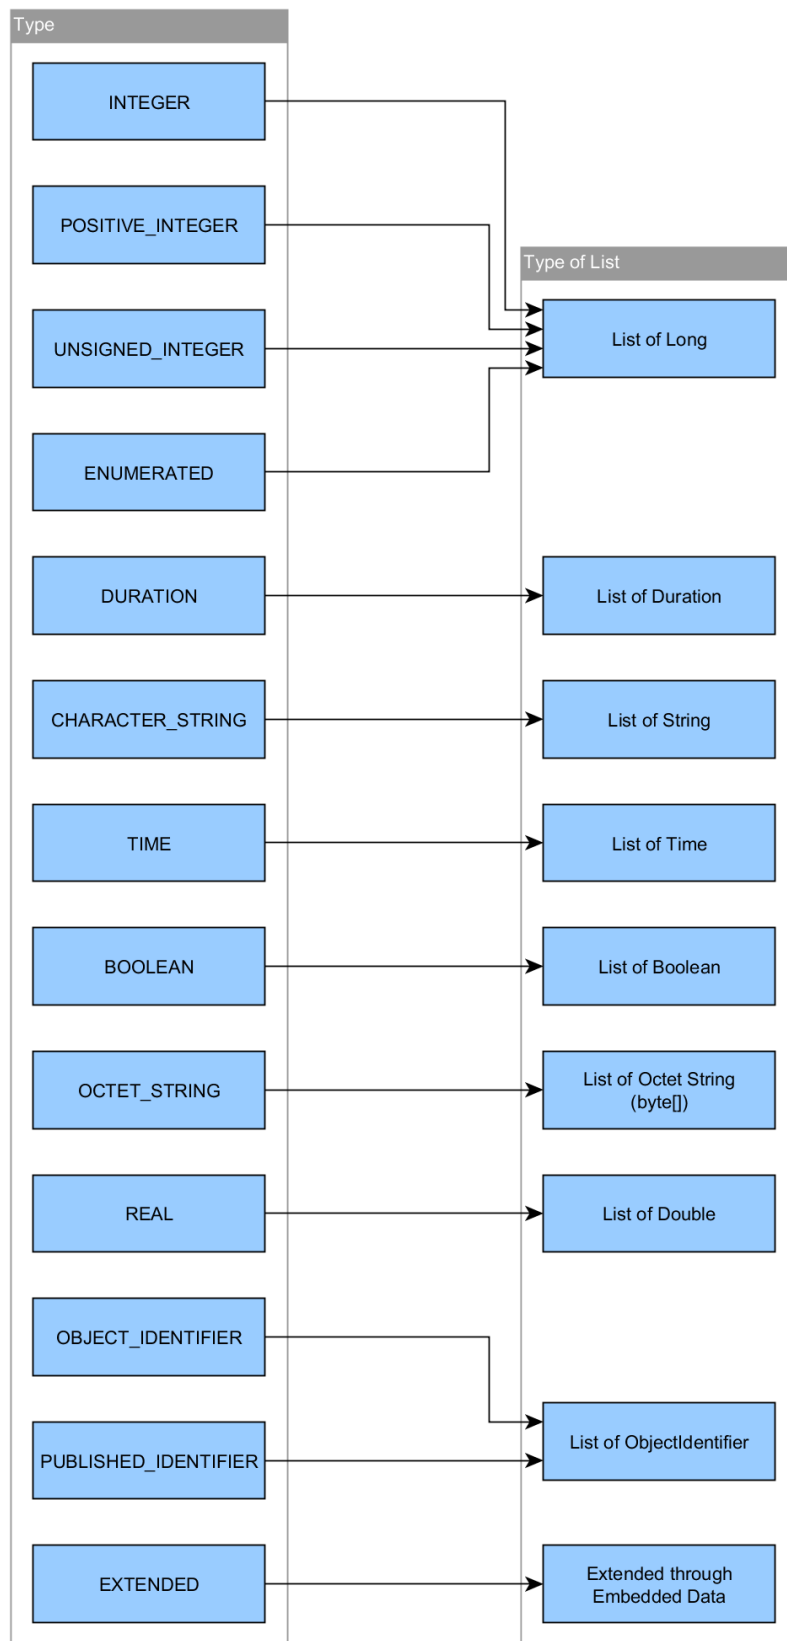 Type
INTEGER
POSITIVE_INTEGER
UNSIGNED_INTEGER
ENUMERATED
DURATION
CHARACTER_STRING
TIME
BOOLEAN
OCTET_STRING
REAL
OBJECT_IDENTIFIER
PUBLISHED_IDENTIFIER
EXTENDED
Type of List
List of Long
List of Duration
List of String
List of Time
List of Boolean
List of Octet String
(byte[])
List of Double
List of ObjectIdentifier
Extended through
Embedded Data